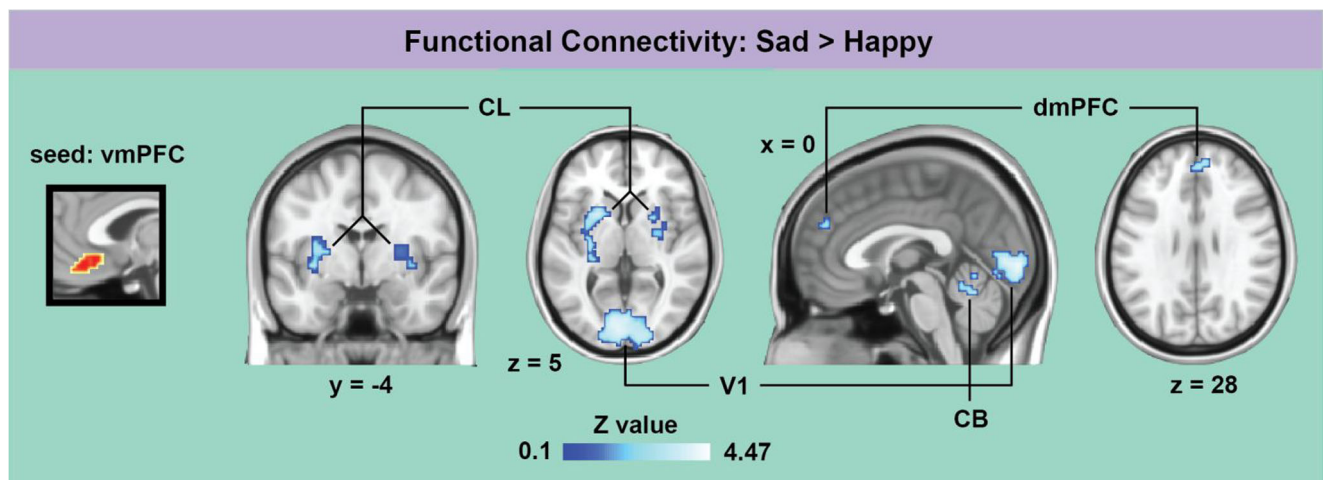 Functional Connectivity: Sad > Happy
seed: vmPFC
CL
dmPFC
x = 0
y = -4
z = 5
V1
CB
z = 28
Z value
0.1
4.47